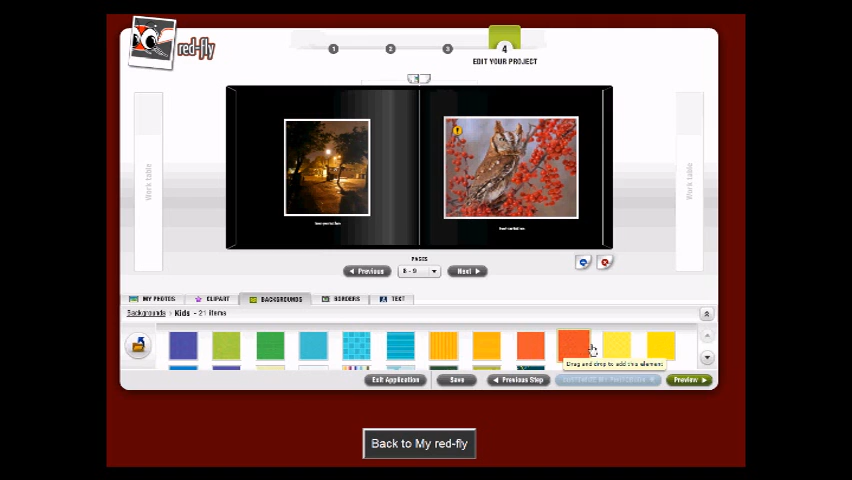 red-fly
1
2
3
4
EDIT YOUR PROJECT
Work table
Work table
PAGES
Previous
8 - 9
Next
MY PHOTOS
CLIPART
BACKGROUNDS
BORDERS
TEXT
Backgrounds > Kids - 21 items
Drag and drop to add this element
Exit Application
Save
Previous Step
Preview
Back to My red-fly